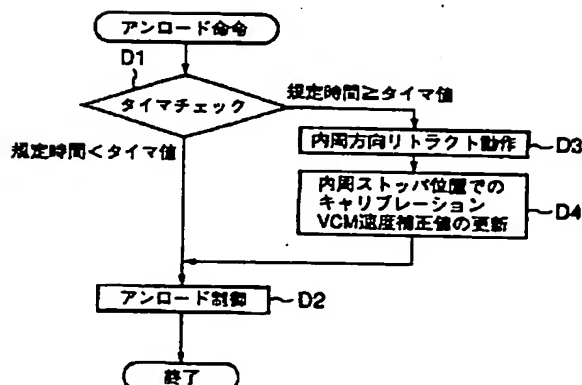 アンロード命令
D1
タイマチェック
規定時間≧タイマ値
規定時間＜タイマ値
内周方向リトラクト動作
D3
内周ストッパ位置での
キャリブレーション
VCM速度補正値の更新
D4
アンロード制御
D2
終了